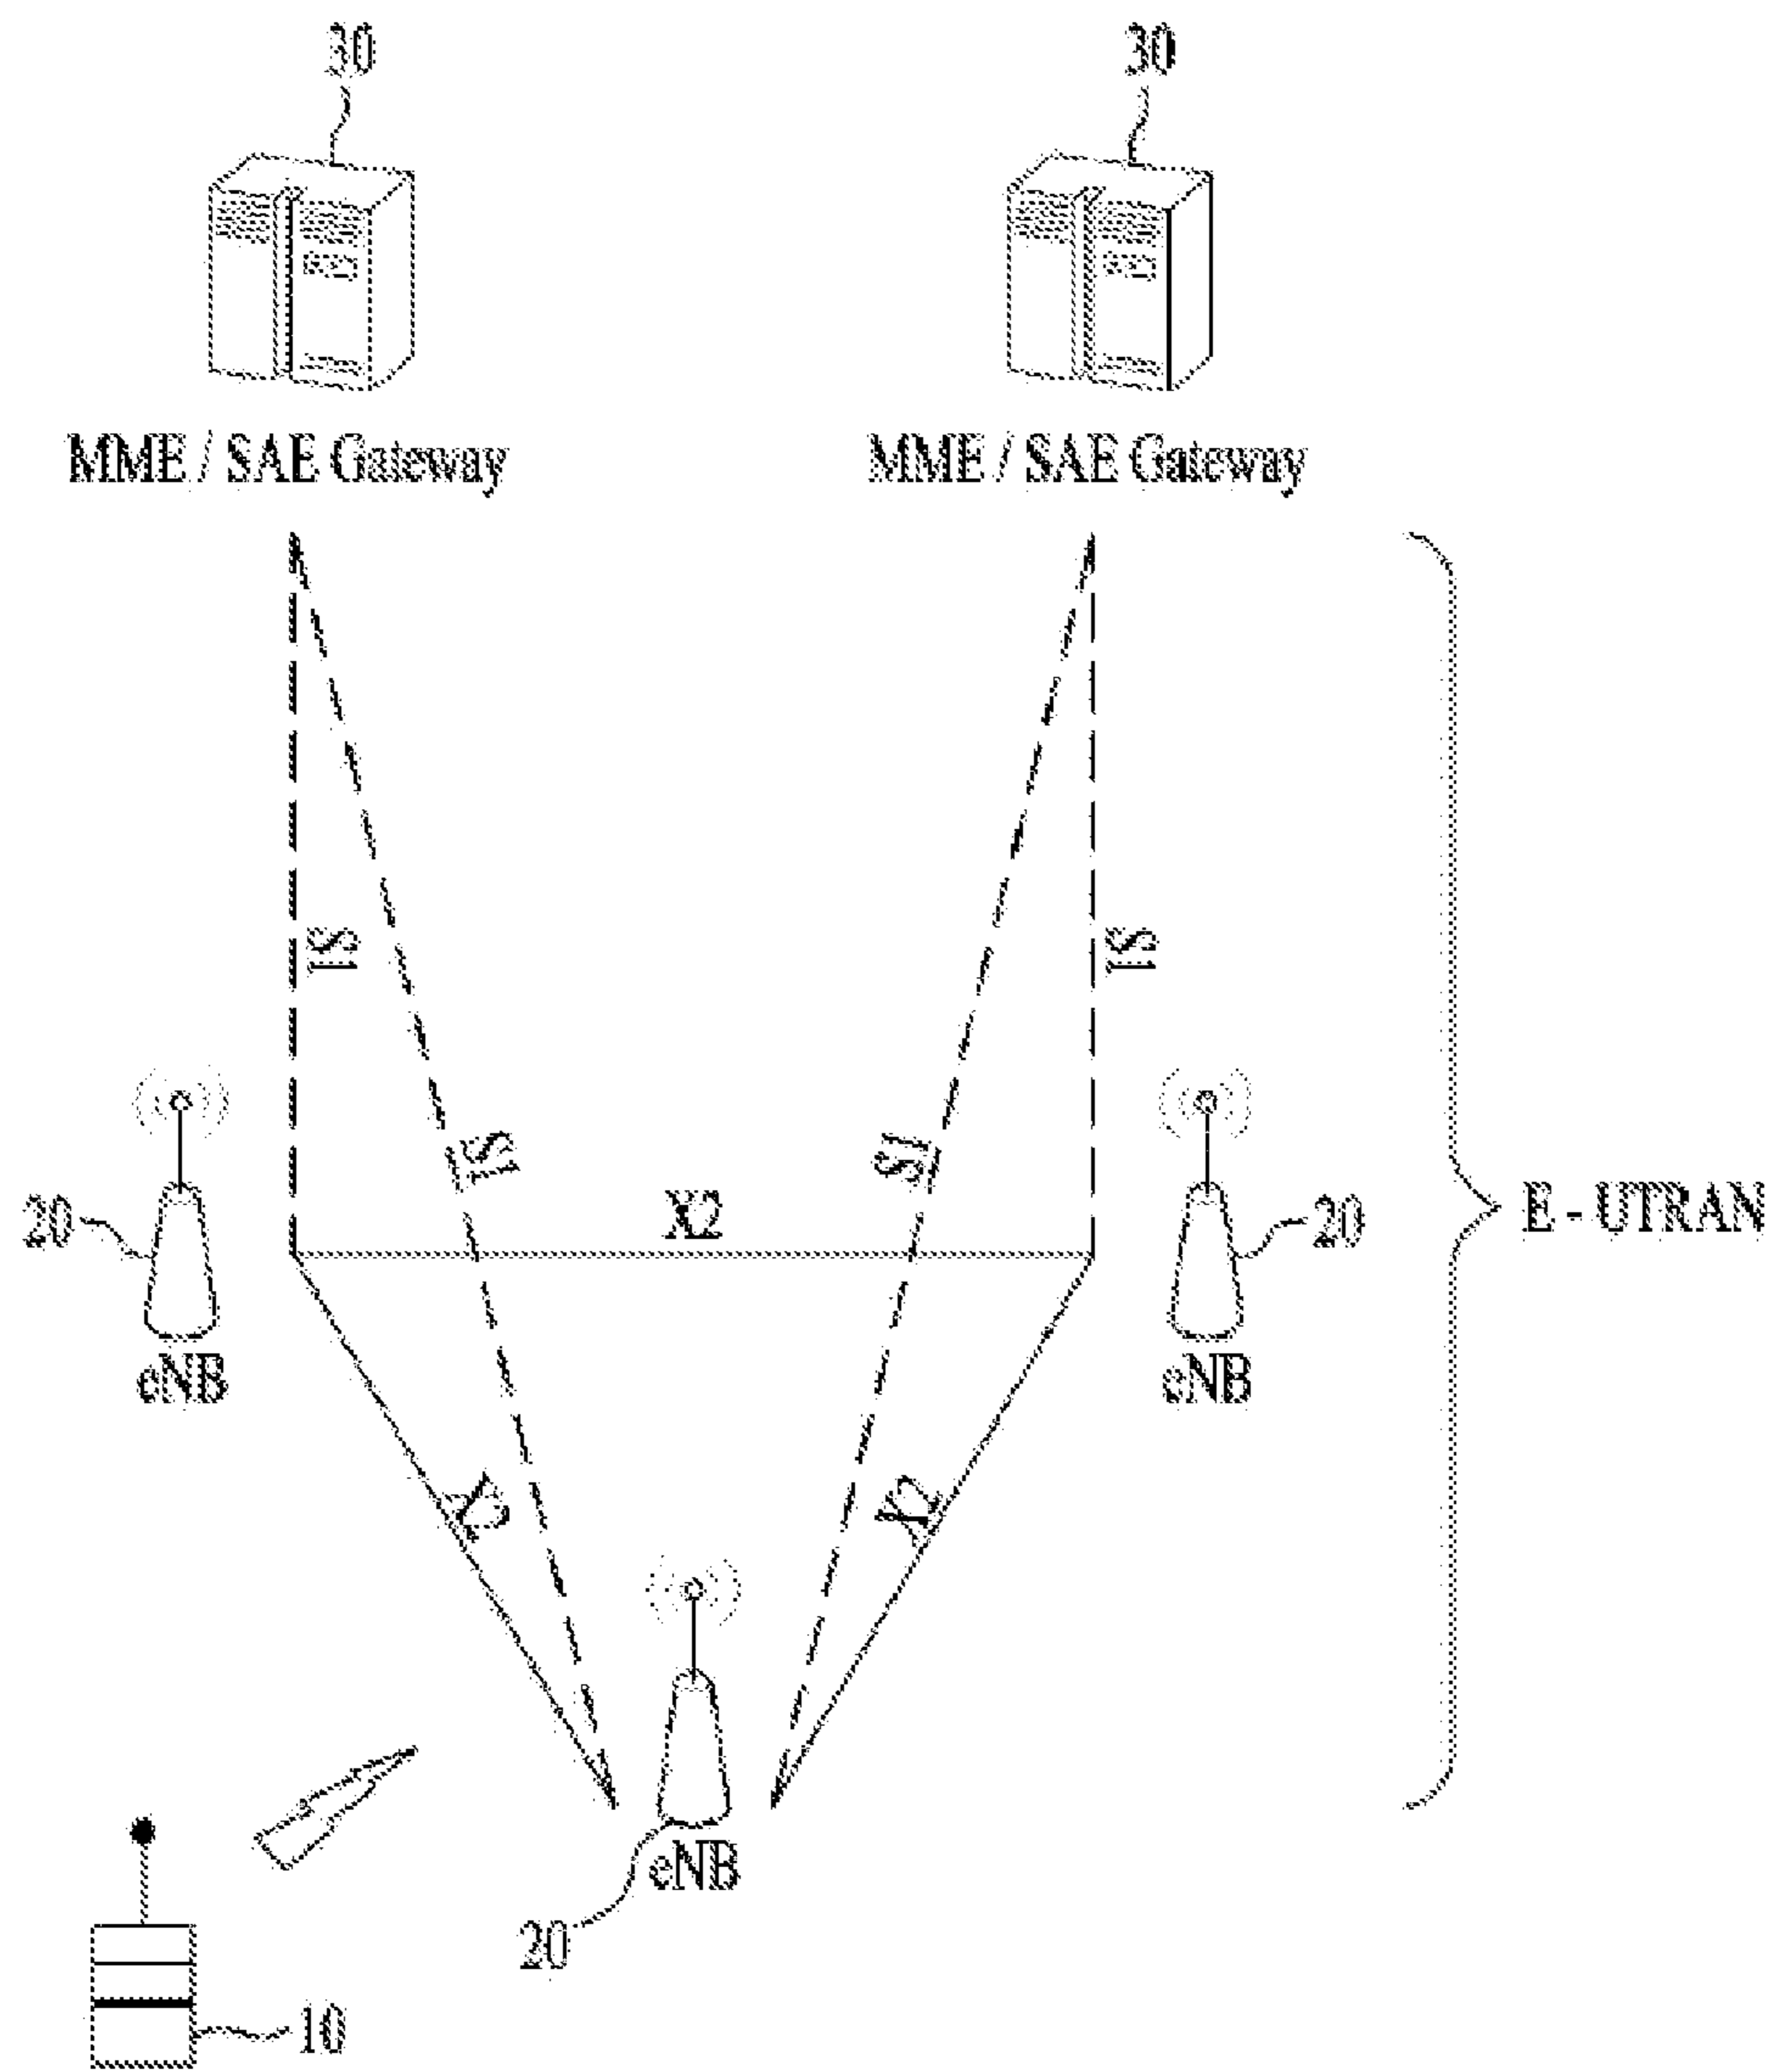 30
30
MME / SAE Gateway
MME / SAE Gateway
S1
S1
S1
S1
X2
20
20
E - UTRAN
eNB
eNB
X2
X2
eNB
20
10